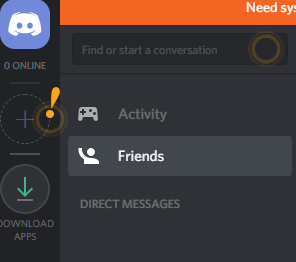 Need sys
Find or start a conversation
0 ONLINE
Activity
Friends
DIRECT MESSAGES
DOWNLOAD
APPS